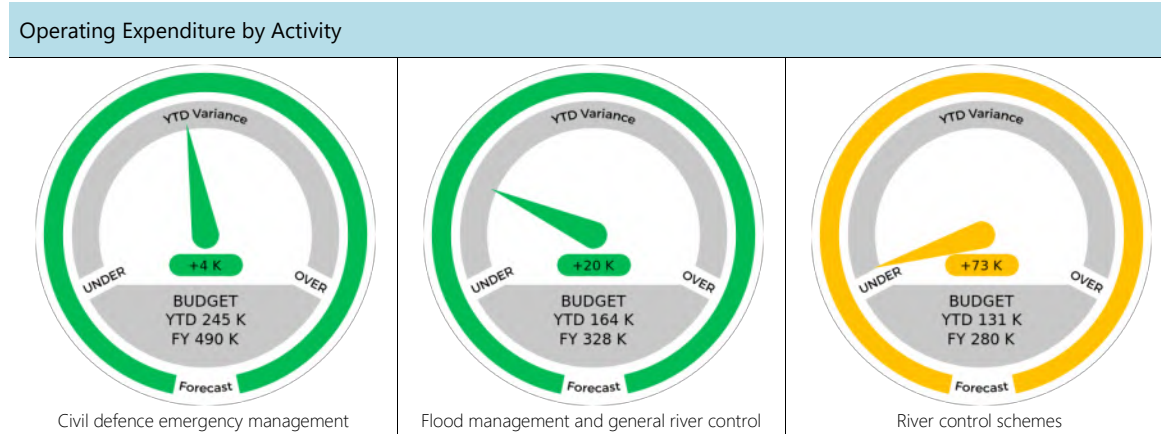 Operating Expenditure by Activity
YTD Variance
+4 K
UNDER
OVER
BUDGET
YTD 245 K
FY 490 K
Forecast
Civil defence emergency management
YTD Variance
+20 K
UNDER
OVER
BUDGET
YTD 164 K
FY 328 K
Forecast
Flood management and general river control
YTD Variance
+73 K
UNDER
OVER
BUDGET
YTD 131 K
FY 280 K
Forecast
River control schemes